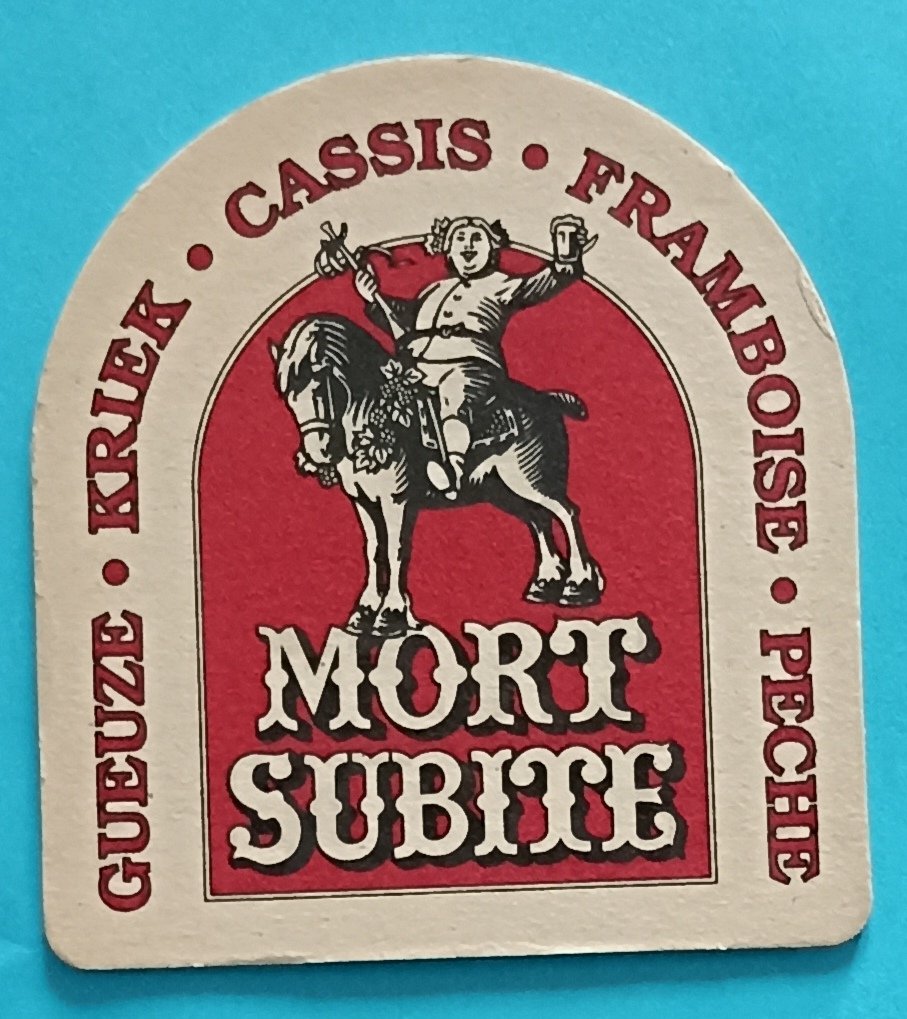 GUEUZE • KRIEK • CASSIS • FRAMBOISE • PECHE
MORT
SUBITE